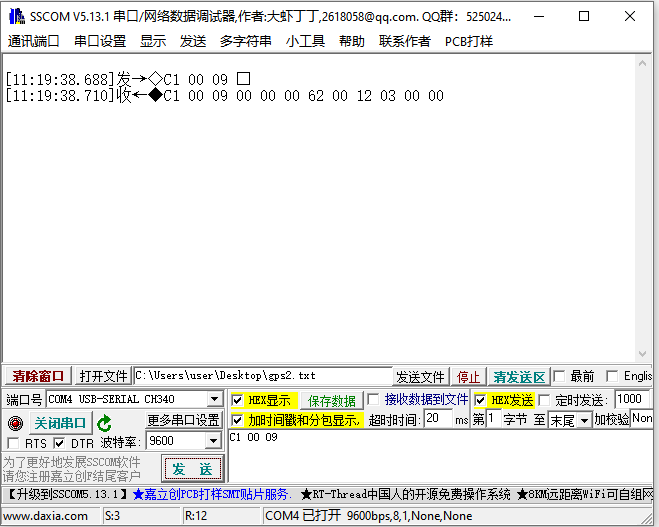 SSCOM V5.13.1 串口/网络数据调试器,作者:大虾丁丁,2618058@qq.com. QQ群: 525024...
通讯端口 串口设置 显示 发送 多字符串 小工具 帮助 联系作者 PCB打样
[11:19:38.688]发→◇C1 00 09 □
[11:19:38.710]收←◆C1 00 09 00 00 00 62 00 12 03 00 00
清除窗口 打开文件 C:\Users\user\Desktop\gps2.txt 发送文件 停止 清发送区 最前 Englis
端口号 COM4 USB-SERIAL CH340 HEX显示 保存数据 接收数据到文件 HEX发送 定时发送: 1000
关闭串口 更多串口设置 加时间戳和分包显示, 超时时间: 20 ms 第 1 字节 至 末尾 加校验 Non
RTS DTR 波特率: 9600 C1 00 09
为了更好地发展SSCOM软件
请您注册嘉立创F结尾客户
发 送
【升级到SSCOM5.13.1】★嘉立创PCB打样SMT贴片服务. ★RT-Thread中国人的开源免费操作系统 ★8KM远距离WiFi可自组网
www.daxia.com S:3 R:12 COM4 已打开 9600bps,8,1,None,None